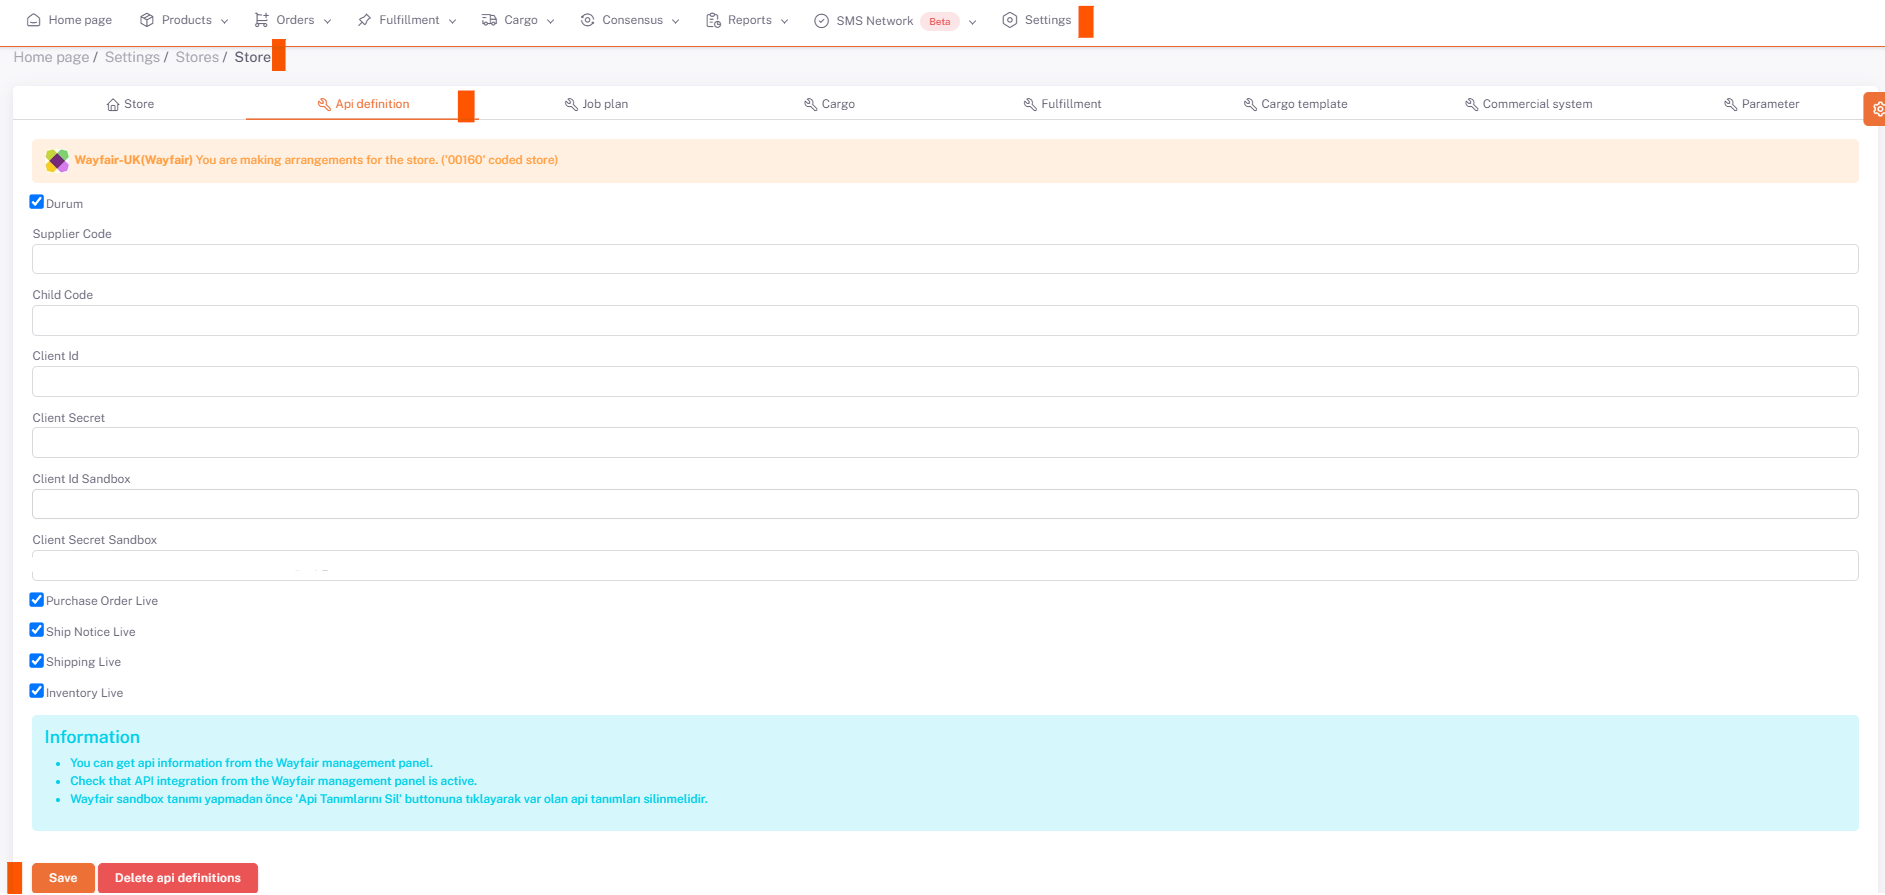 Home page Products Orders Fulfillment Cargo Consensus Reports SMS Network Beta Settings
Home page / Settings / Stores / Store
Store Api definition Job plan Cargo Fulfillment Cargo template Commercial system Parameter
Wayfair-UK(Wayfair) You are making arrangements for the store. ('00160' coded store)
Durum
Supplier Code
Child Code
Client Id
Client Secret
Client Id Sandbox
Client Secret Sandbox
Purchase Order Live
Ship Notice Live
Shipping Live
Inventory Live
Information
You can get api information from the Wayfair management panel.
Check that API integration from the Wayfair management panel is active.
Wayfair sandbox tanımı yapmadan önce 'Api Tanımlarını Sil' buttonuna tıklayarak var olan api tanımları silinmelidir.
Save Delete api definitions